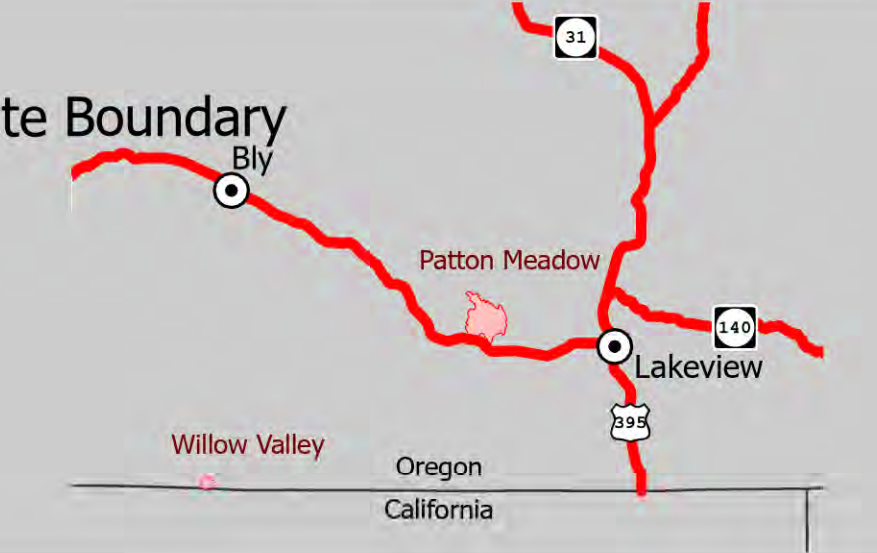 31
te Boundary
Bly
Patton Meadow
140
Lakeview
395
Willow Valley
Oregon
California